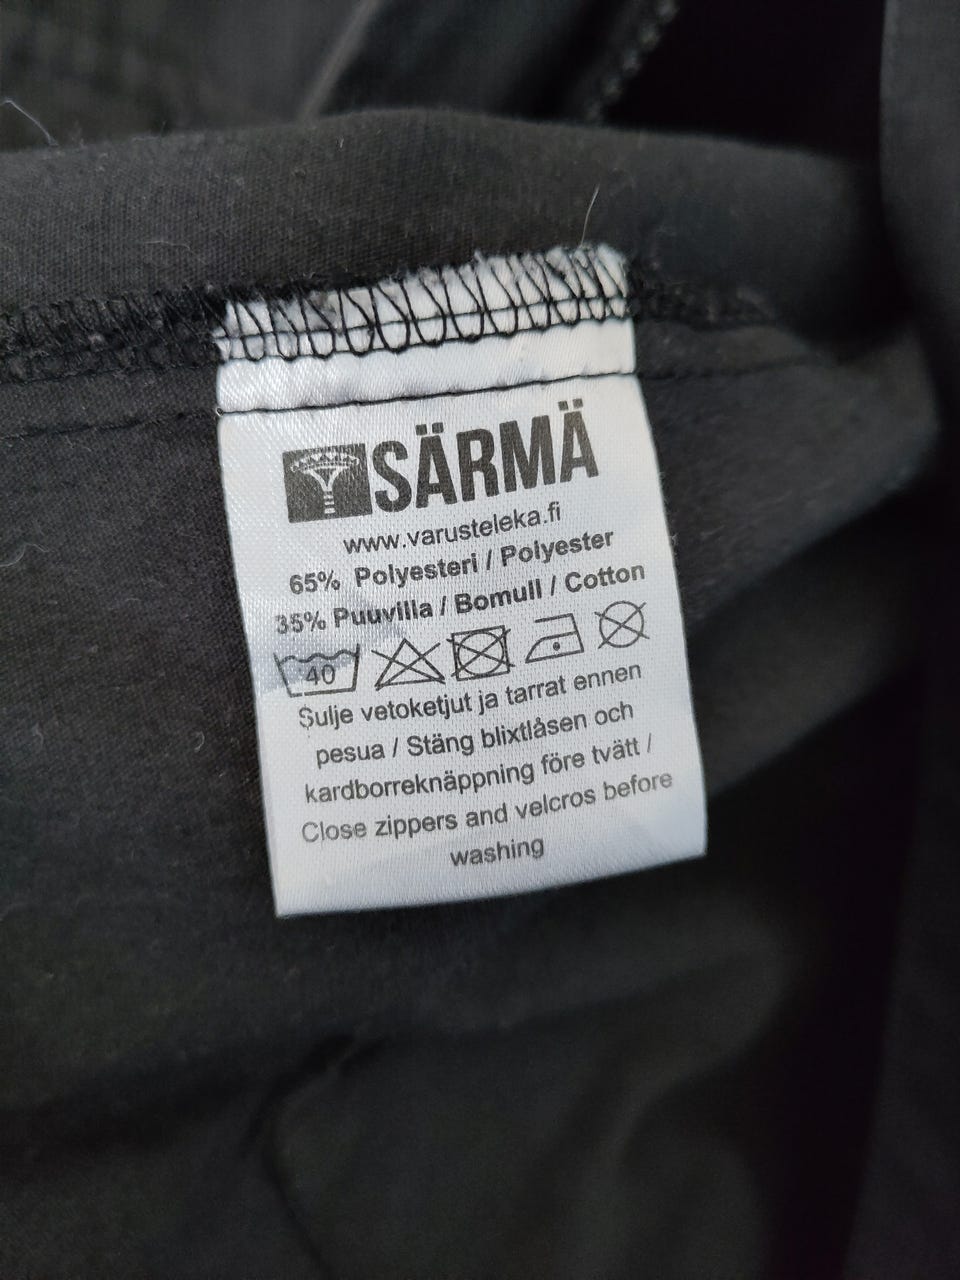 SÄRMÄ
www.varusteleka.fi
65% Polyesteri / Polyester
35% Puuvilla / Bomull / Cotton
40
Sulje vetoketjut ja tarrat ennen
pesua / Stäng blixtlåsen och
kardborreknäppning före tvätt /
Close zippers and velcros before
washing